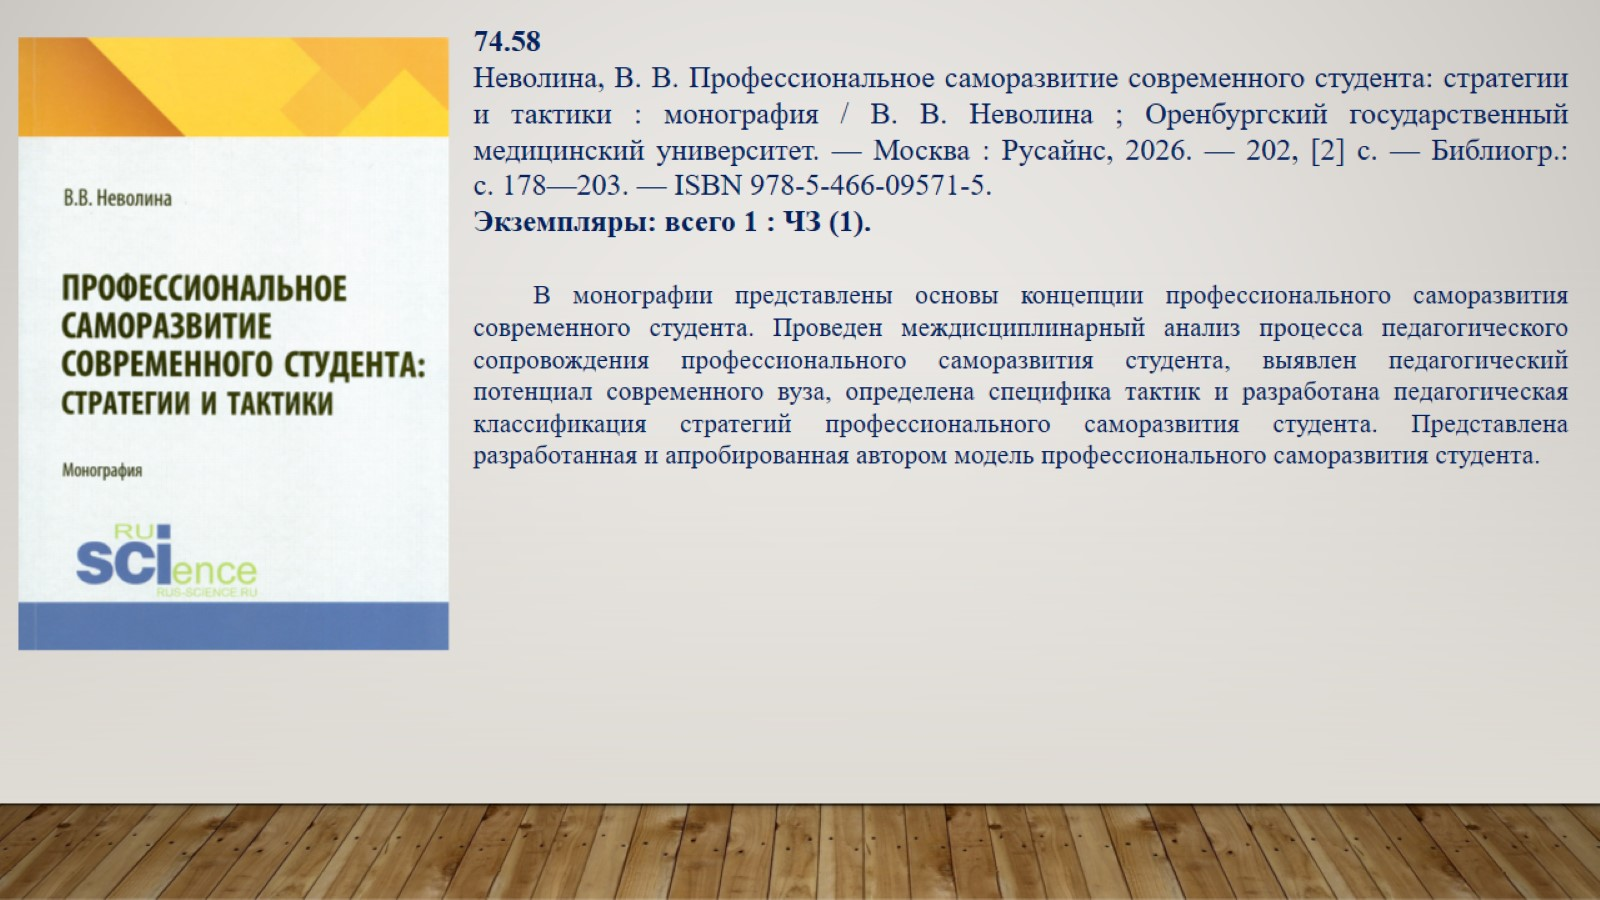 В.В. Неволина
ПРОФЕССИОНАЛЬНОЕ
САМОРАЗВИТИЕ
СОВРЕМЕННОГО СТУДЕНТА:
СТРАТЕГИИ И ТАКТИКИ
Монография
RU
science
RUS-SCIENCE.RU
74.58
Неволина, В. В. Профессиональное саморазвитие современного студента: стратегии
и тактики : монография / В. В. Неволина ; Оренбургский государственный
медицинский университет. — Москва : Русайнс, 2026. — 202, [2] с. — Библиогр.:
с. 178—203. — ISBN 978-5-466-09571-5.
Экземпляры: всего 1 : ЧЗ (1).
В монографии представлены основы концепции профессионального саморазвития
современного студента. Проведен междисциплинарный анализ процесса педагогического
сопровождения профессионального саморазвития студента, выявлен педагогический
потенциал современного вуза, определена специфика тактик и разработана педагогическая
классификация стратегий профессионального саморазвития студента. Представлена
разработанная и апробированная автором модель профессионального саморазвития студента.